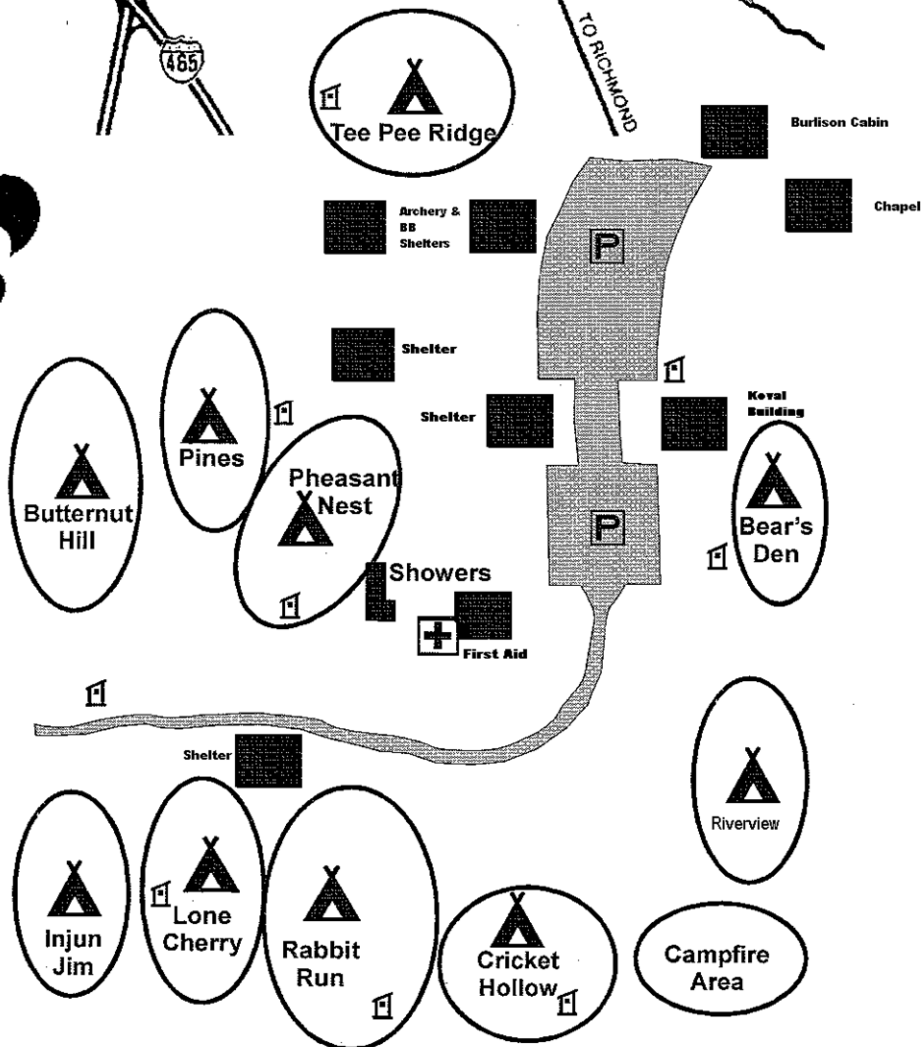 465
TO RICHMOND
Tee Pee Ridge
Burlison Cabin
Chapel
Archery &
BB
Shelters
P
Shelter
Shelter
Koval
Building
Pines
Pheasant
Nest
Butternut
Hill
P
Bear's
Den
Showers
First Aid
Shelter
Riverview
Injun
Jim
Lone
Cherry
Rabbit
Run
Cricket
Hollow
Campfire
Area